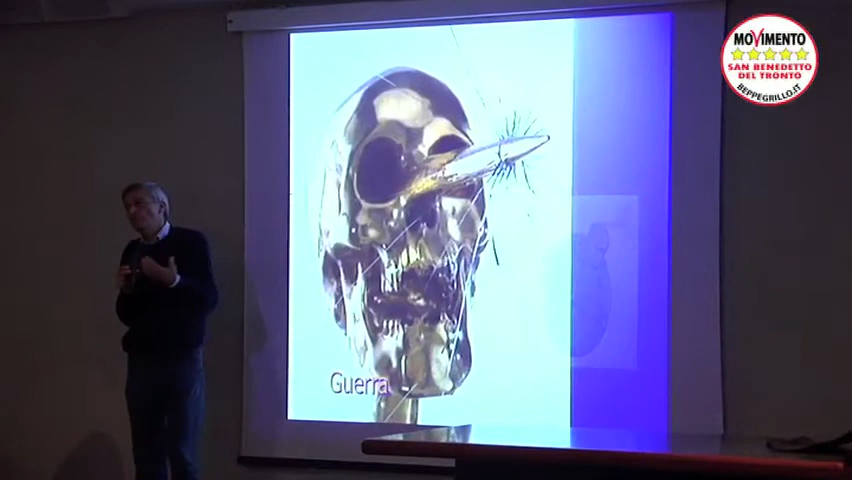 MOVIMENTO
SAN BENEDETTO
DEL TRONTO
BEPPEGRILLO.IT
Guerra